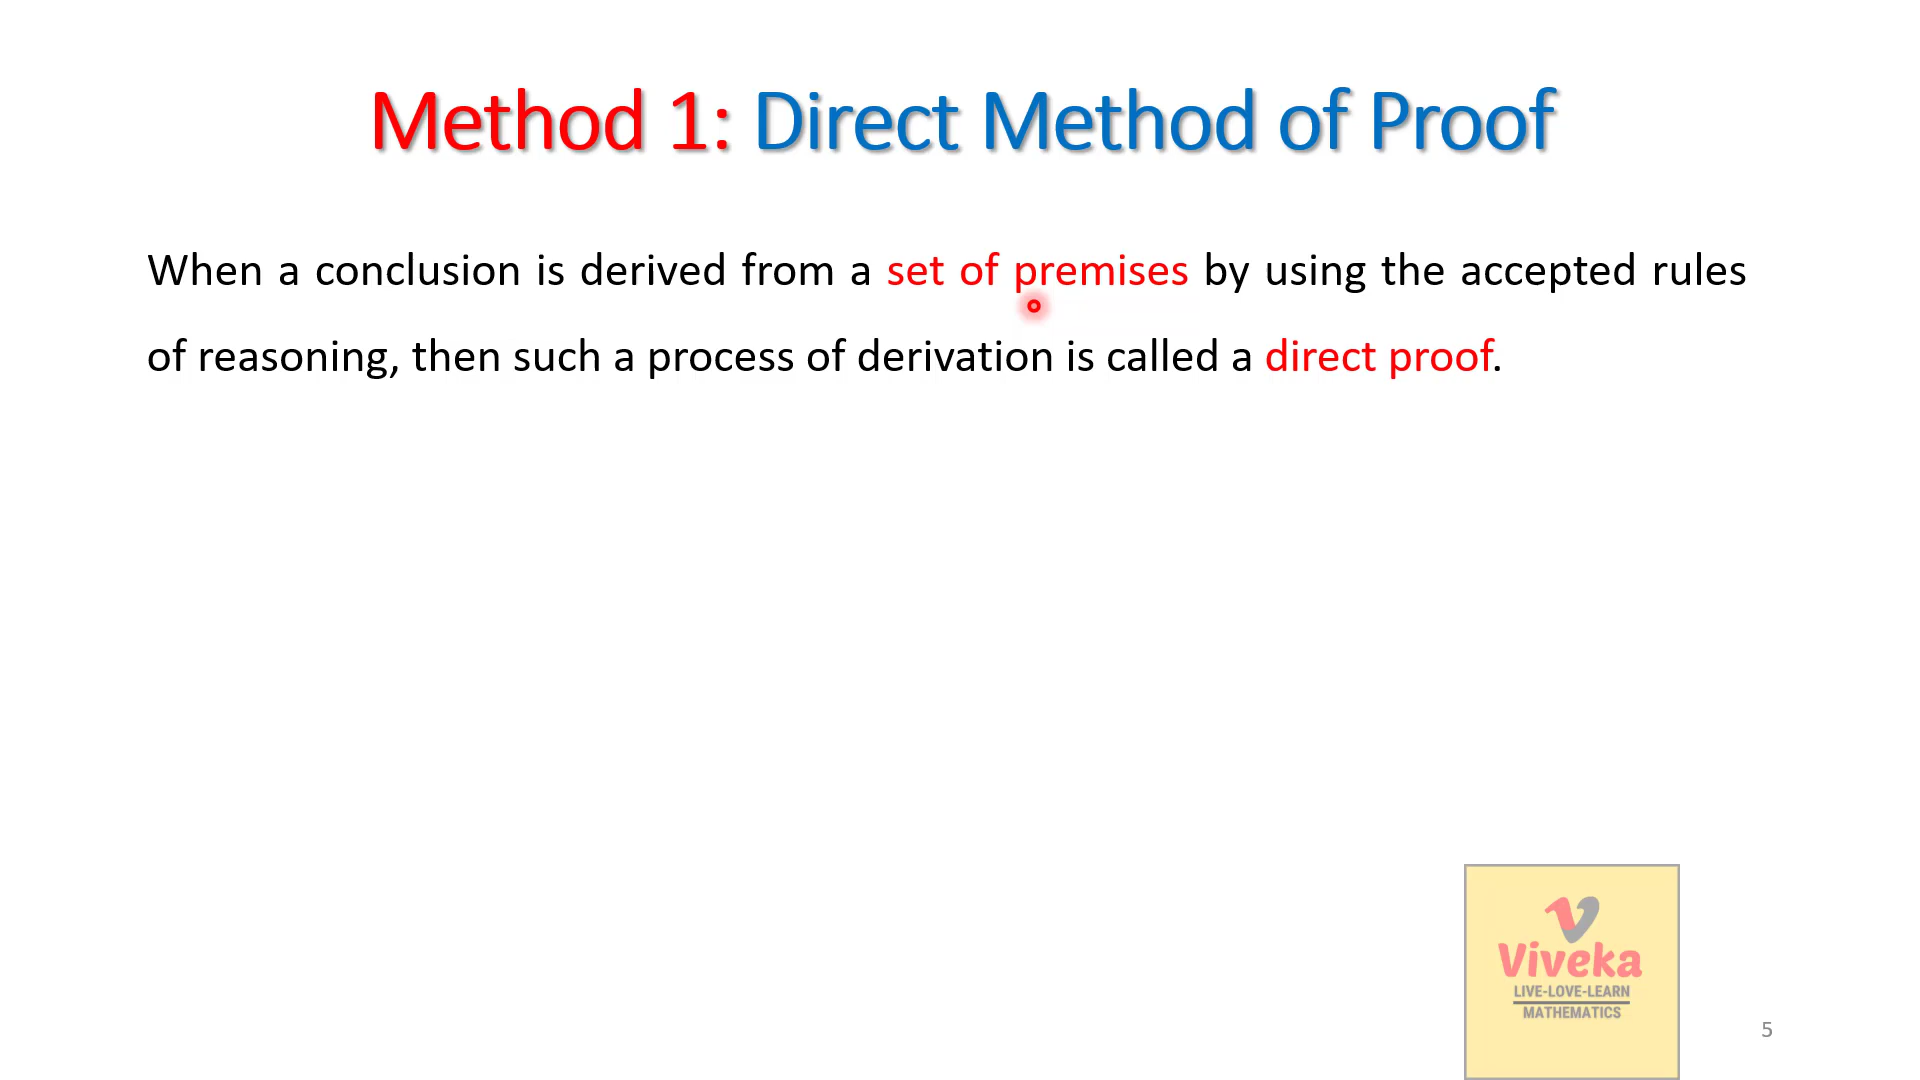 Method 1: Direct Method of Proof
When a conclusion is derived from a set of premises by using the accepted rules
of reasoning, then such a process of derivation is called a direct proof.
Viveka
LIVE-LOVE-LEARN
MATHEMATICS
5